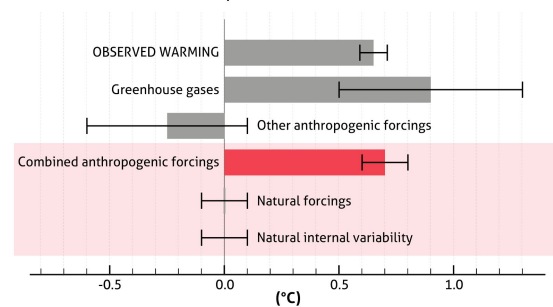 OBSERVED WARMING
Greenhouse gases
Other anthropogenic forcings
Combined anthropogenic forcings
Natural forcings
Natural internal variability
-0.5 0.0 0.5 1.0
(°C)